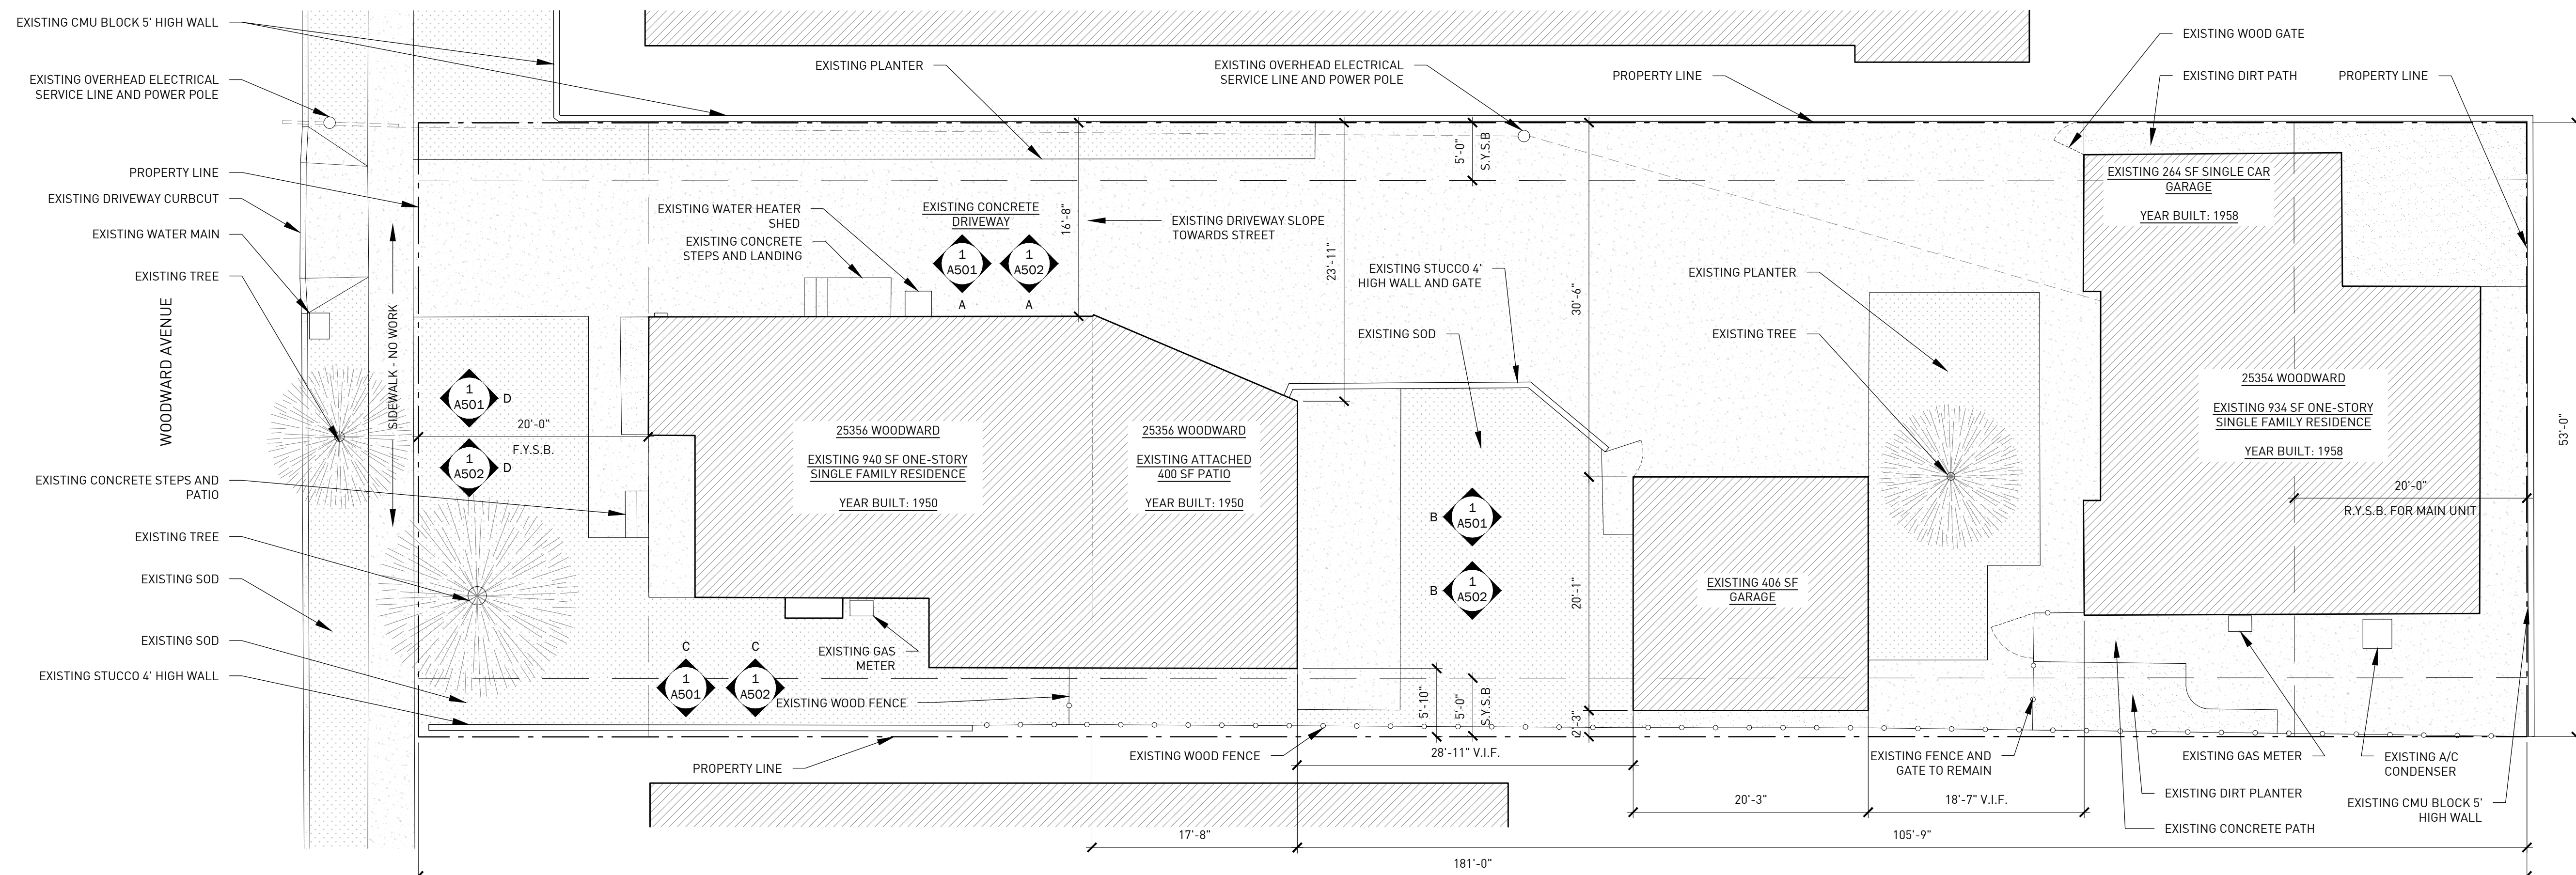 EXISTING CMU BLOCK 5' HIGH WALL
EXISTING OVERHEAD ELECTRICAL
SERVICE LINE AND POWER POLE
PROPERTY LINE
EXISTING DRIVEWAY CURBCUT
EXISTING WATER MAIN
EXISTING TREE
WOODWARD AVENUE
EXISTING CONCRETE STEPS AND
PATIO
EXISTING TREE
EXISTING SOD
EXISTING SOD
EXISTING STUCCO 4' HIGH WALL
SIDEWALK - NO WORK
EXISTING PLANTER
EXISTING OVERHEAD ELECTRICAL
SERVICE LINE AND POWER POLE
PROPERTY LINE
EXISTING WOOD GATE
EXISTING DIRT PATH
PROPERTY LINE
5'-0"
S.Y.S.B
EXISTING WATER HEATER
SHED
EXISTING CONCRETE
STEPS AND LANDING
EXISTING CONCRETE
DRIVEWAY
1
A501
A
1
A502
A
16'-8"
EXISTING DRIVEWAY SLOPE
TOWARDS STREET
23'-11"
EXISTING STUCCO 4'
HIGH WALL AND GATE
EXISTING SOD
30'-6"
EXISTING PLANTER
EXISTING TREE
EXISTING 264 SF SINGLE CAR
GARAGE
YEAR BUILT: 1958
1
A501
D
20'-0"
F.Y.S.B.
1
A502
D
25356 WOODWARD
EXISTING 940 SF ONE-STORY
SINGLE FAMILY RESIDENCE
YEAR BUILT: 1950
25356 WOODWARD
EXISTING ATTACHED
400 SF PATIO
YEAR BUILT: 1950
B
1
A501
B
1
A502
20'-1"
EXISTING 406 SF
GARAGE
25354 WOODWARD
EXISTING 934 SF ONE-STORY
SINGLE FAMILY RESIDENCE
YEAR BUILT: 1958
20'-0"
R.Y.S.B. FOR MAIN UNIT
53'-0"
C
1
A501
C
1
A502
EXISTING GAS
METER
EXISTING WOOD FENCE
5'-10"
5'-0"
S.Y.S.B
2'-3"
PROPERTY LINE
EXISTING WOOD FENCE
28'-11" V.I.F.
EXISTING FENCE AND
GATE TO REMAIN
EXISTING GAS METER
EXISTING A/C
CONDENSER
EXISTING DIRT PLANTER
EXISTING CONCRETE PATH
EXISTING CMU BLOCK 5'
HIGH WALL
20'-3"
18'-7" V.I.F.
17'-8"
105'-9"
181'-0"